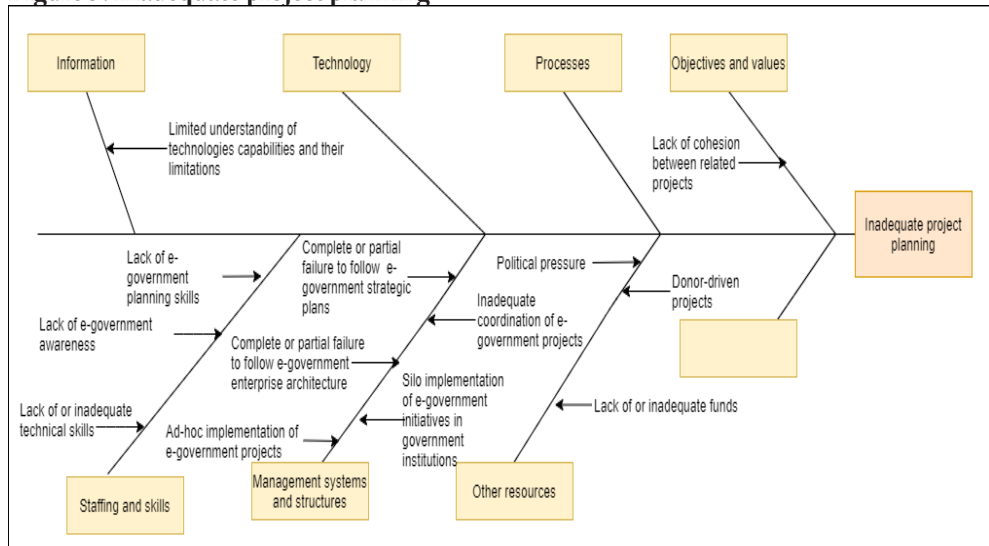 Information
Technology
Processes
Objectives and values
Limited understanding of
technologies capabilities and their
limitations
Lack of cohesion
between related
projects
Inadequate project
planning
Lack of e-
government
planning skills
Complete or partial
failure to follow e-
government strategic
plans
Political pressure
Donor-driven
projects
Lack of e-government
awareness
Inadequate
coordination of e-
government projects
Complete or partial failure
to follow e-government
enterprise architecture
Silo implementation
of e-government
initiatives in
government
institutions
Lack of or inadequate
technical skills
Ad-hoc implementation of
e-government projects
Lack of or inadequate funds
Staffing and skills
Management systems
and structures
Other resources